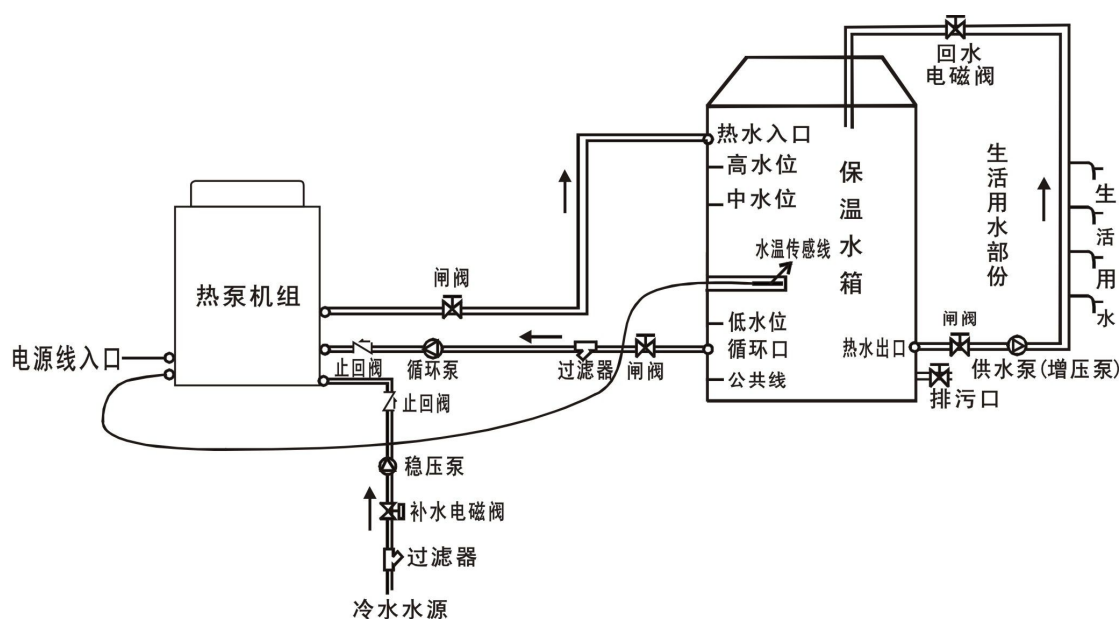 回水
电磁阀
热水入口
高水位
中水位
保温水箱
生活用水部份
生活用水
水温传感线
闸阀
热泵机组
低水位
循环口
公共线
热水出口
闸阀
供水泵(增压泵)
排污口
电源线入口
止回阀
循环泵
过滤器
闸阀
止回阀
稳压泵
补水电磁阀
过滤器
冷水水源